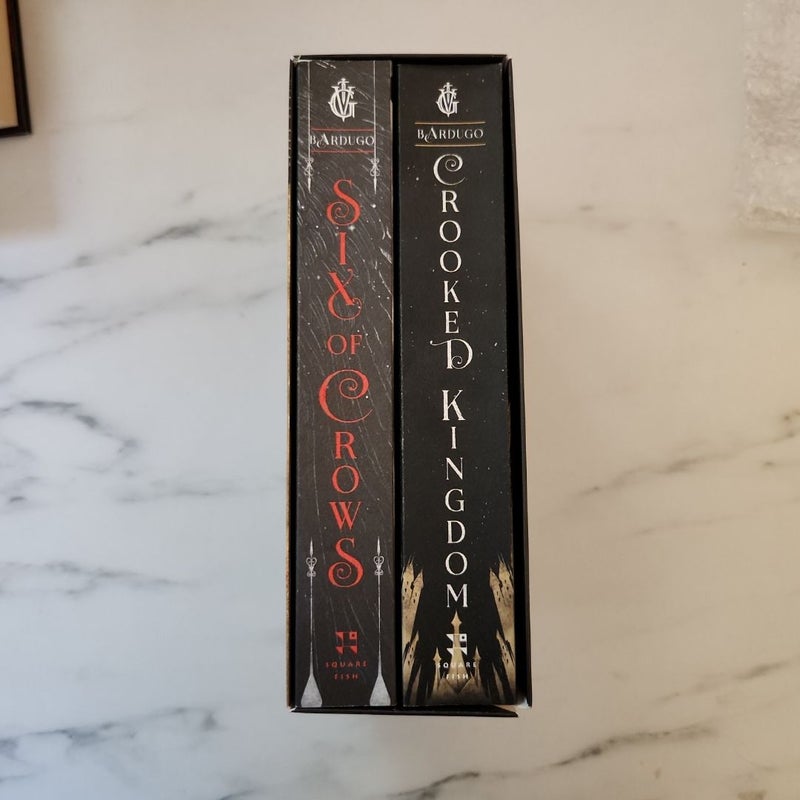 BARDUGO
SIX OF CROWS
SQUARE
FISH
BARDUGO
CROOKED KINGDOM
SQUARE
FISH